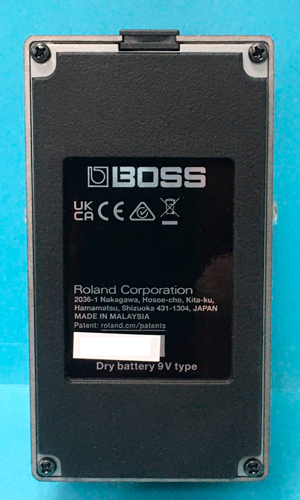 BOSS
UK
CA CE
Roland Corporation
2036-1 Nakagawa, Hosoe-cho, Kita-ku,
Hamamatsu, Shizuoka 431-1304, JAPAN
MADE IN MALAYSIA
Patent: roland.cm/patents
Dry battery 9V type